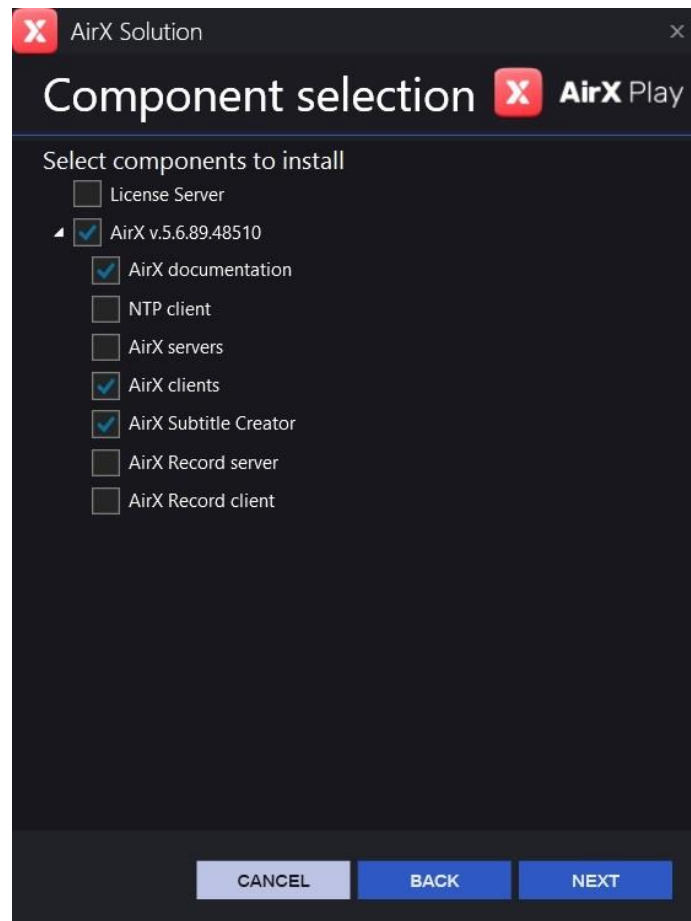 X AirX Solution ×
Component selection X AirX Play
Select components to install
License Server
AirX v.5.6.89.48510
AirX documentation
NTP client
AirX servers
AirX clients
AirX Subtitle Creator
AirX Record server
AirX Record client
CANCEL BACK NEXT